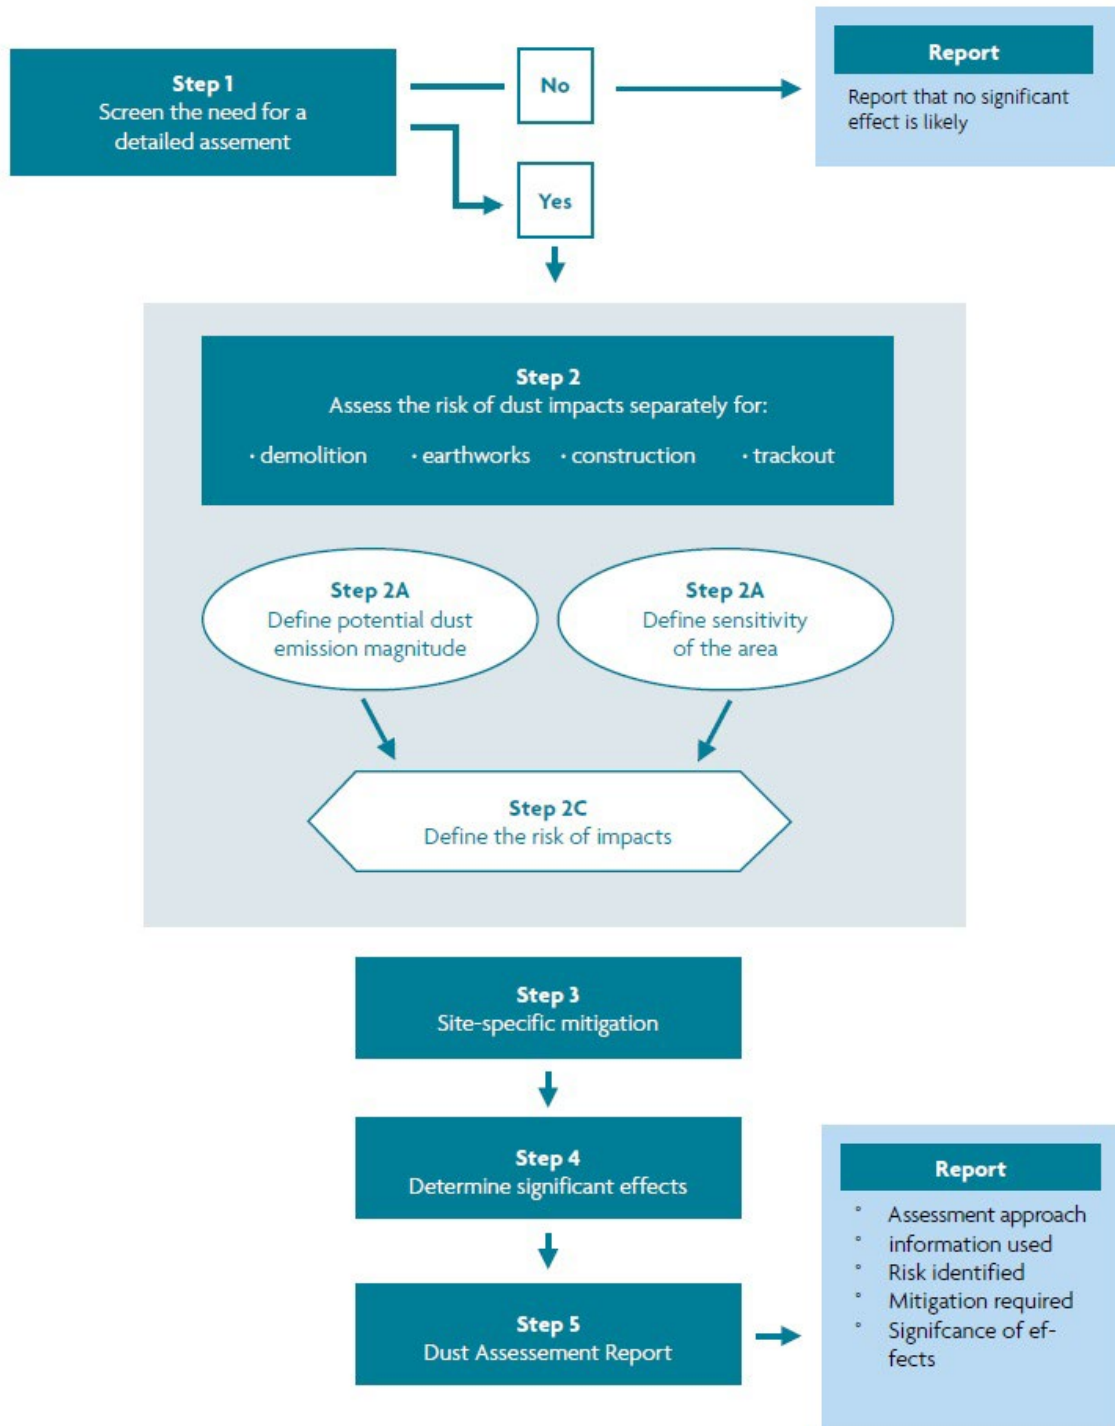 Step 1
Screen the need for a
detailed assement
No
Yes
Report
Report that no significant
effect is likely
Step 2
Assess the risk of dust impacts separately for:
· demolition · earthworks · construction · trackout
Step 2A
Define potential dust
emission magnitude
Step 2A
Define sensitivity
of the area
Step 2C
Define the risk of impacts
Step 3
Site-specific mitigation
Step 4
Determine significant effects
Step 5
Dust Assessement Report
Report
° Assessment approach
° information used
° Risk identified
° Mitigation required
° Signifcance of ef-
fects